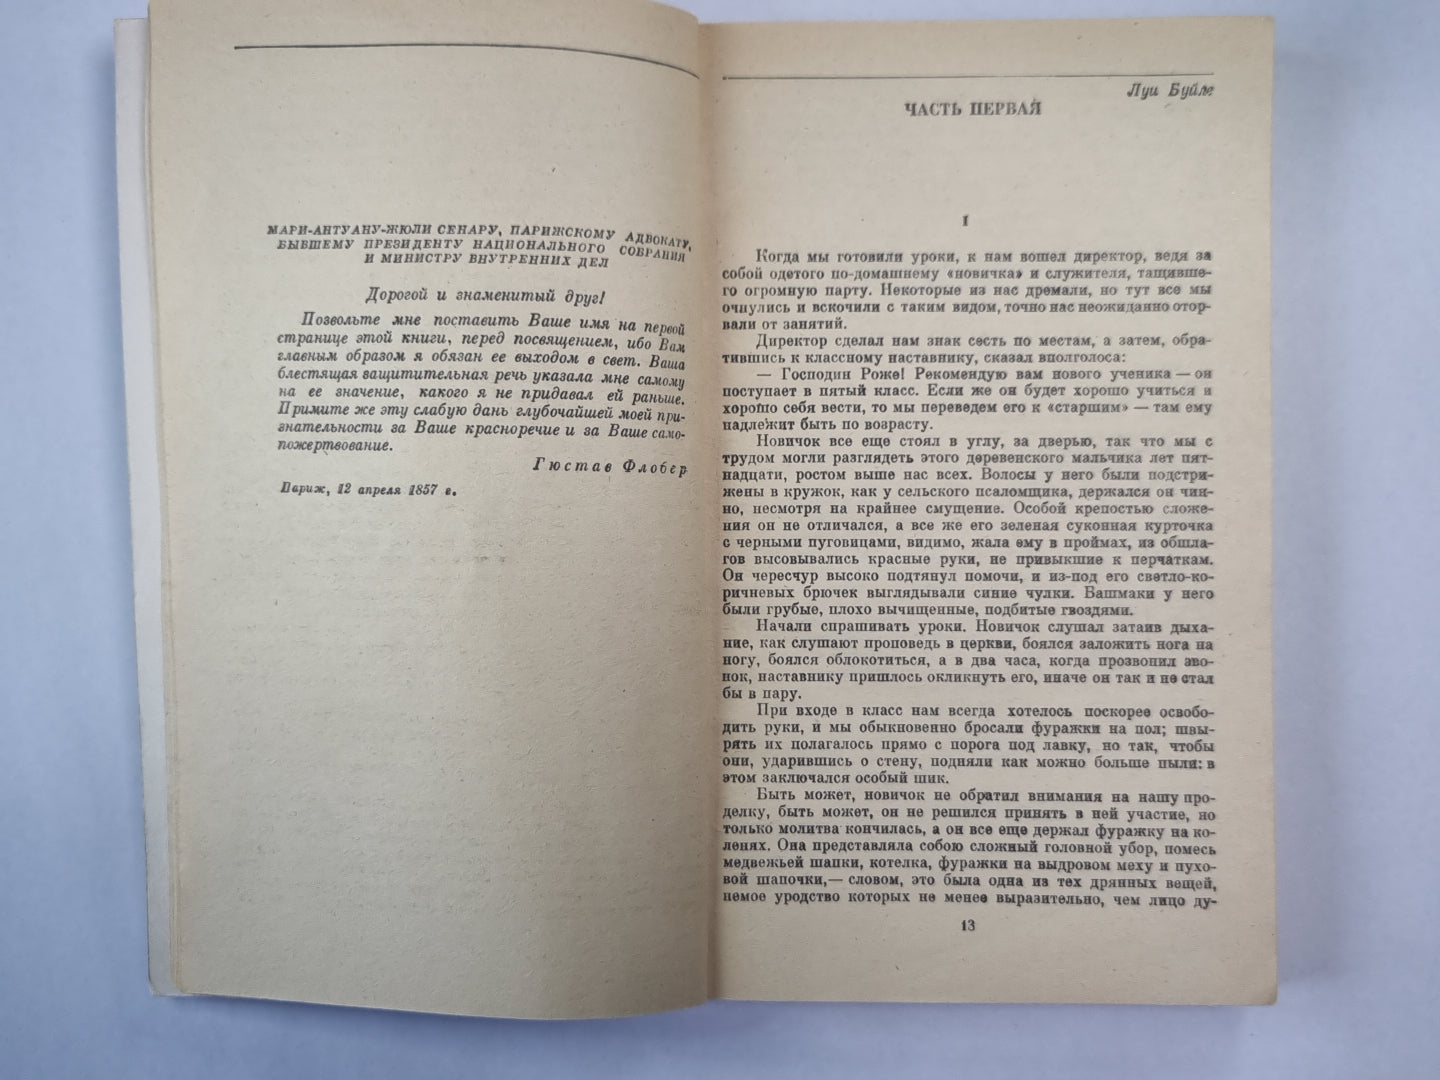 МАРИ-АНТУАНУ-ЖЮЛИ СЕНАРУ, ПАРИЖСКОМУ АДВОКАТУ,
БЫВШЕМУ ПРЕЗИДЕНТУ НАЦИОНАЛЬНОГО СОБРАНИЯ
И МИНИСТРУ ВНУТРЕННИХ ДЕЛ
Дорогой и знаменитый друг!
Позвольте мне поставить Ваше имя на первой
странице этой книги, перед посвящением, ибо Вам
главным образом я обязан ее выходом в свет. Ваша
блестящая защитительная речь указала мне самому
на ее значение, какого я не придавал ей раньше.
Примите же эту слабую дань глубочайшей моей при-
знательности за Ваше красноречие и за Ваше само-
пожертвование.
Гюстав Флобер
Париж, 12 апреля 1857 г.
Луи Буйле
ЧАСТЬ ПЕРВАЯ
I
Когда мы готовили уроки, к нам вошел директор, ведя за
собой одетого по-домашнему «новичка» и служителя, тащивше-
го огромную парту. Некоторые из нас дремали, но тут все мы
очнулись и вскочили с таким видом, точно нас неожиданно отор-
вали от занятий.
Директор сделал нам знак сесть по местам, а затем, обра-
тившись к классному наставнику, сказал вполголоса:
— Господин Роже! Рекомендую вам нового ученика — он
поступает в пятый класс. Если же он будет хорошо учиться и
хорошо себя вести, то мы переведем его к «старшим» — там ему
надлежит быть по возрасту.
Новичок все еще стоял в углу, за дверью, так что мы с
трудом могли разглядеть этого деревенского мальчика лет пят-
надцати, ростом выше нас всех. Волосы у него были подстри-
жены в кружок, как у сельского псаломщика, держался он чин-
но, несмотря на крайнее смущение. Особой крепостью сложе-
ния он не отличался, а все же его зеленая суконная курточка
с черными пуговицами, видимо, жала ему в проймах, из обшла-
гов высовывались красные руки, не привыкшие к перчаткам.
Он чересчур высоко подтянул помочи, и из-под его светло-ко-
ричневых брючек выглядывали синие чулки. Башмаки у него
были грубые, плохо вычищенные, подбитые гвоздями.
Начали спрашивать уроки. Новичок слушал затаив дыха-
ние, как слушают проповедь в церкви, боялся заложить нога на
ногу, боялся облокотиться, а в два часа, когда прозвонил зво-
нок, наставнику пришлось окликнуть его, иначе он так и не стал
бы в пару.
При входе в класс нам всегда хотелось поскорее освобо-
дить руки, и мы обыкновенно бросали фуражки на пол; швы-
рять их полагалось прямо с порога под лавку, но так, чтобы
они, ударившись о стену, подняли как можно больше пыли: в
этом заключался особый шик.
Быть может, новичок не обратил внимания на нашу про-
делку, быть может, он не решился принять в ней участие, но
только молитва кончилась, а он все еще держал фуражку на ко-
ленях. Она представляла собою сложный головной убор, помесь
медвежьей шапки, котелка, фуражки на выдровом меху и пухо-
вой шапочки,— словом, это была одна из тех дрянных вещей,
немое уродство которых не менее выразительно, чем лицо ду-
13